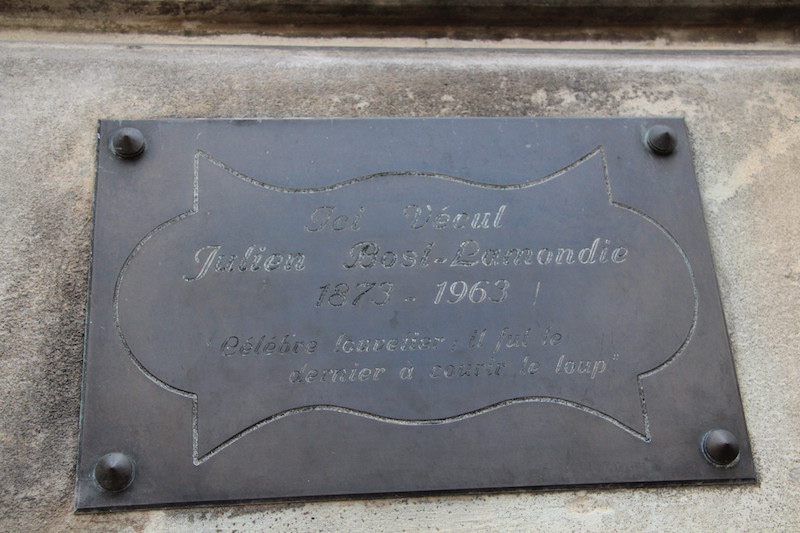 Ici Vécut
Julien Bost-Lamondie
1873 - 1963
"Célèbre louvetier ; Il fut le
dernier a courir le loup"